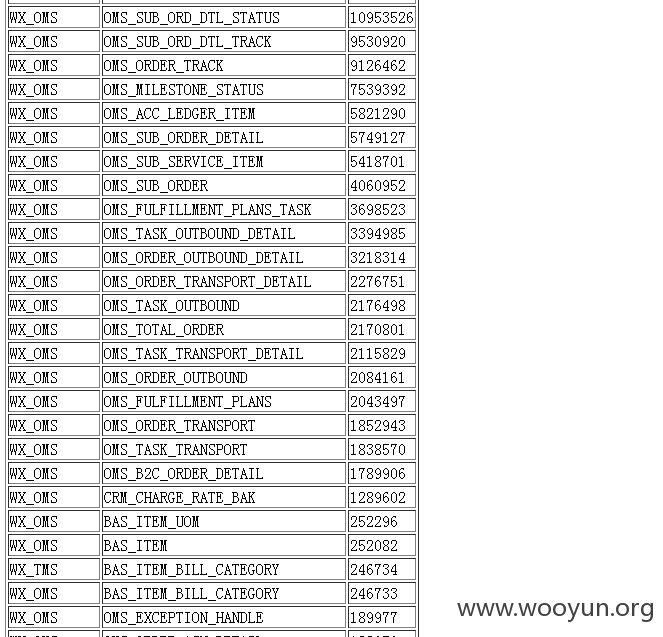 WX_OMS OMS_SUB_ORD_DTL_STATUS 10953526
WX_OMS OMS_SUB_ORD_DTL_TRACK 9530920
WX_OMS OMS_ORDER_TRACK 9126462
WX_OMS OMS_MILESTONE_STATUS 7539392
WX_OMS OMS_ACC_LEDGER_ITEM 5821290
WX_OMS OMS_SUB_ORDER_DETAIL 5749127
WX_OMS OMS_SUB_SERVICE_ITEM 5418701
WX_OMS OMS_SUB_ORDER 4060952
WX_OMS OMS_FULFILLMENT_PLANS_TASK 3698523
WX_OMS OMS_TASK_OUTBOUND_DETAIL 3394985
WX_OMS OMS_ORDER_OUTBOUND_DETAIL 3218314
WX_OMS OMS_ORDER_TRANSPORT_DETAIL 2276751
WX_OMS OMS_TASK_OUTBOUND 2176498
WX_OMS OMS_TOTAL_ORDER 2170801
WX_OMS OMS_TASK_TRANSPORT_DETAIL 2115829
WX_OMS OMS_ORDER_OUTBOUND 2084161
WX_OMS OMS_FULFILLMENT_PLANS 2043497
WX_OMS OMS_ORDER_TRANSPORT 1852943
WX_OMS OMS_TASK_TRANSPORT 1838570
WX_OMS OMS_B2C_ORDER_DETAIL 1789906
WX_OMS CRM_CHARGE_RATE_BAK 1289602
WX_OMS BAS_ITEM_UOM 252296
WX_OMS BAS_ITEM 252082
WX_TMS BAS_ITEM_BILL_CATEGORY 246734
WX_OMS BAS_ITEM_BILL_CATEGORY 246733
WX_OMS OMS_EXCEPTION_HANDLE 189977
www.wooyun.org